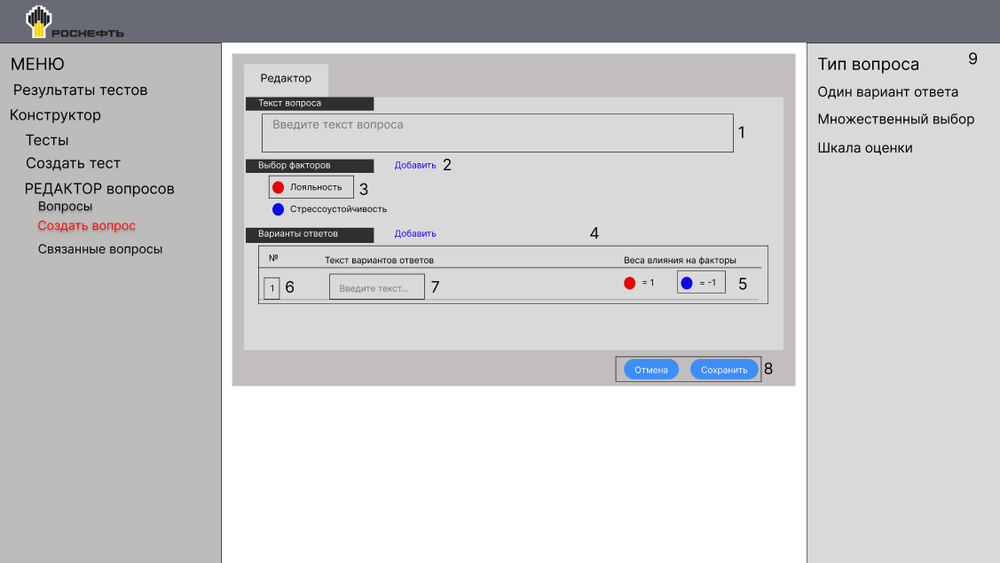 РОСНЕФТЬ
МЕНЮ
Результаты тестов
Конструктор
Тесты
Создать тест
РЕДАКТОР вопросов
Вопросы
Создать вопрос
Связанные вопросы
Редактор
Текст вопроса
Введите текст вопроса 1
Выбор факторов Добавить 2
Лояльность 3
Стрессоустойчивость
Варианты ответов Добавить 4
№ Текст вариантов ответов Веса влияния на факторы
1 6 Введите текст... 7 = 1 = -1 5
Отмена Сохранить 8
Тип вопроса 9
Один вариант ответа
Множественный выбор
Шкала оценки